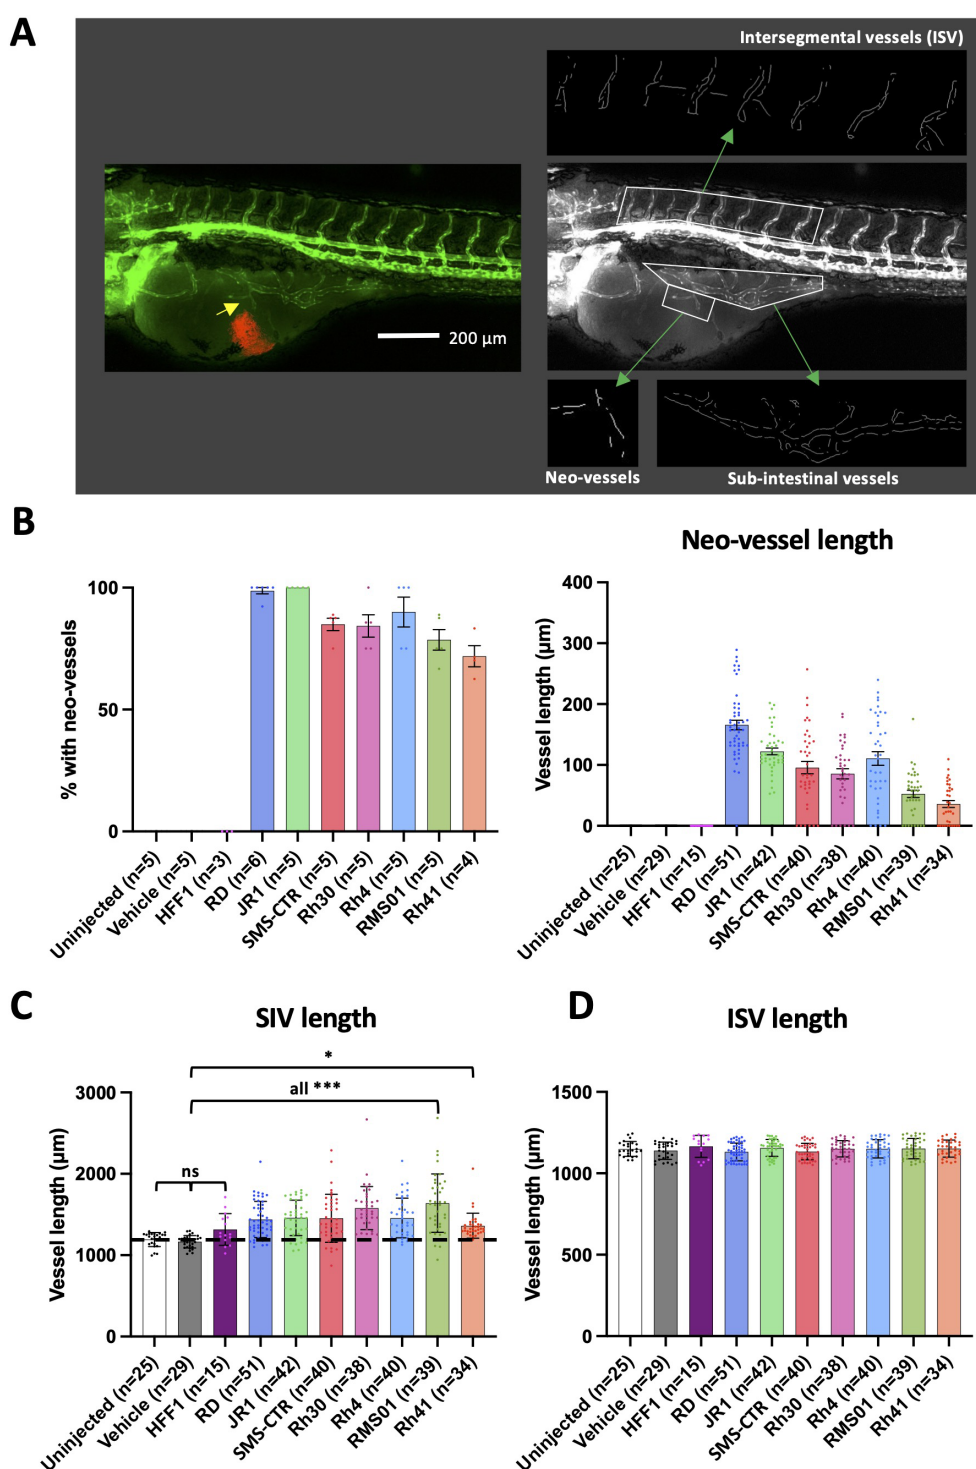 A
Intersegmental vessels (ISV)
200 µm
Neo-vessels
Sub-intestinal vessels
B
% with neo-vessels
100
50
0
Uninjected (n=5)
Vehicle (n=5)
HFF1 (n=3)
RD (n=6)
JR1 (n=5)
SMS-CTR (n=5)
Rh30 (n=5)
Rh4 (n=5)
RMS01 (n=5)
Rh41 (n=4)
Neo-vessel length
Vessel length (µm)
400
300
200
100
0
Uninjected (n=25)
Vehicle (n=29)
HFF1 (n=15)
RD (n=51)
JR1 (n=42)
SMS-CTR (n=40)
Rh30 (n=38)
Rh4 (n=40)
RMS01 (n=39)
Rh41 (n=34)
C
SIV length
*
all ***
ns
Vessel length (µm)
3000
2000
1000
0
Uninjected (n=25)
Vehicle (n=29)
HFF1 (n=15)
RD (n=51)
JR1 (n=42)
SMS-CTR (n=40)
Rh30 (n=38)
Rh4 (n=40)
RMS01 (n=39)
Rh41 (n=34)
D
ISV length
Vessel length (µm)
1500
1000
500
0
Uninjected (n=25)
Vehicle (n=29)
HFF1 (n=15)
RD (n=51)
JR1 (n=42)
SMS-CTR (n=40)
Rh30 (n=38)
Rh4 (n=40)
RMS01 (n=39)
Rh41 (n=34)